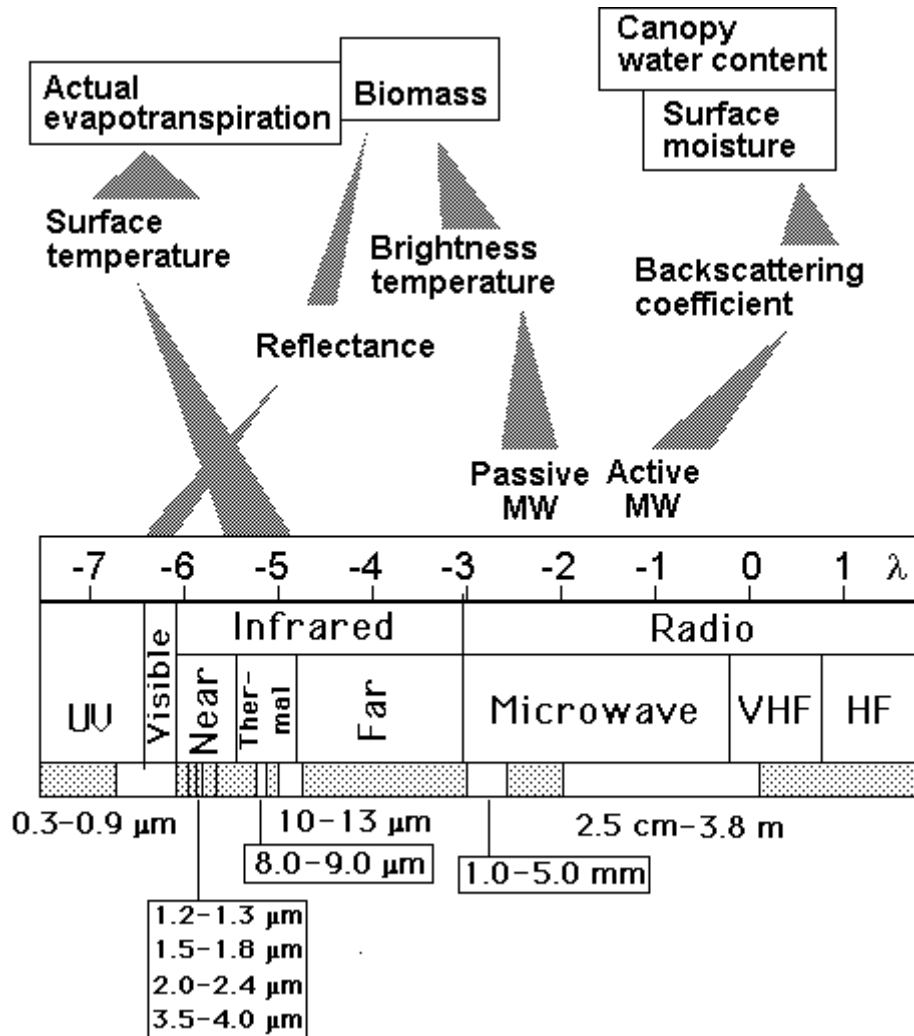 Canopy
water content
Actual
evapotranspiration
Biomass
Surface
moisture
Surface
temperature
Brightness
temperature
Backscattering
coefficient
Reflectance
Passive
MW
Active
MW
-7 -6 -5 -4 -3 -2 -1 0 1 λ
Infrared
Radio
UV
Visible
Near
Ther-
mal
Far
Microwave
VHF
HF
0.3-0.9 μm
10-13 μm
2.5 cm-3.8 m
8.0-9.0 μm
1.0-5.0 mm
1.2-1.3 μm
1.5-1.8 μm
2.0-2.4 μm
3.5-4.0 μm